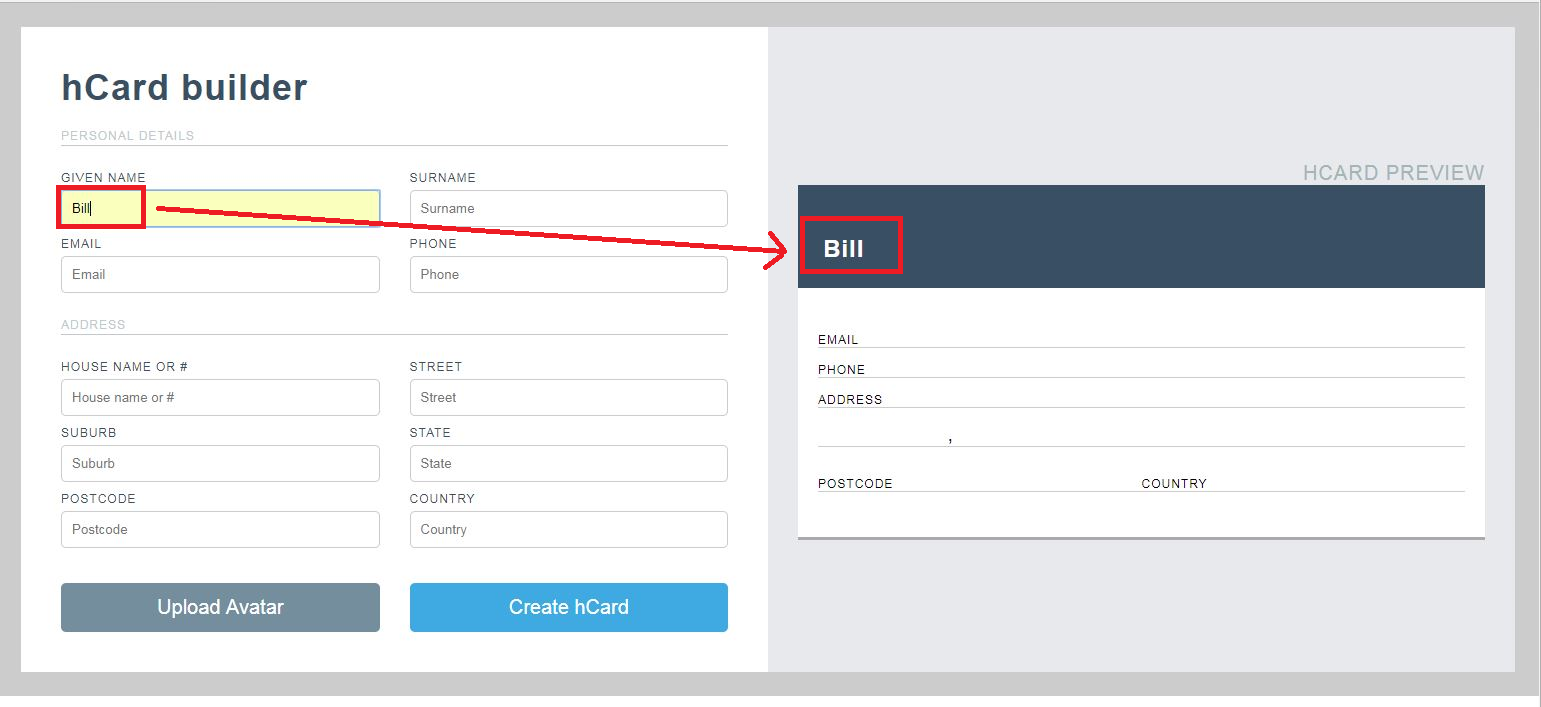 hCard builder
PERSONAL DETAILS
GIVEN NAME
Bill
SURNAME
Surname
EMAIL
Email
PHONE
Phone
ADDRESS
HOUSE NAME OR #
House name or #
STREET
Street
SUBURB
Suburb
STATE
State
POSTCODE
Postcode
COUNTRY
Country
Upload Avatar
Create hCard
HCARD PREVIEW
Bill
EMAIL
PHONE
ADDRESS
,
POSTCODE
COUNTRY